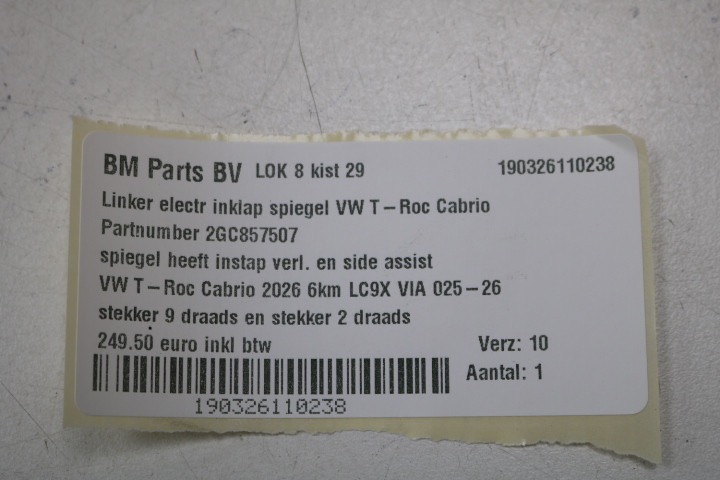 BM Parts BV LOK 8 kist 29 190326110238
Linker electr inklap spiegel VW T-Roc Cabrio
Partnumber 2GC857507
spiegel heeft instap verl. en side assist
VW T-Roc Cabrio 2026 6km LC9X VIA 025-26
stekker 9 draads en stekker 2 draads
249.50 euro inkl btw Verz: 10
Aantal: 1
190326110238